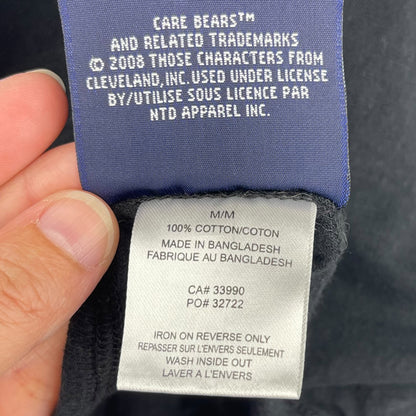 CARE BEARS™
AND RELATED TRADEMARKS
© 2008 THOSE CHARACTERS FROM
CLEVELAND,INC.USED UNDER LICENSE
BY/UTILISE SOUS LICENCE PAR
NTD APPAREL INC.
M/M
100% COTTON/COTON
MADE IN BANGLADESH
FABRIQUE AU BANGLADESH
CA# 33990
PO# 32722
IRON ON REVERSE ONLY
REPASSER SUR L'ENVERS SEULEMENT
WASH INSIDE OUT
LAVER A L'ENVERS